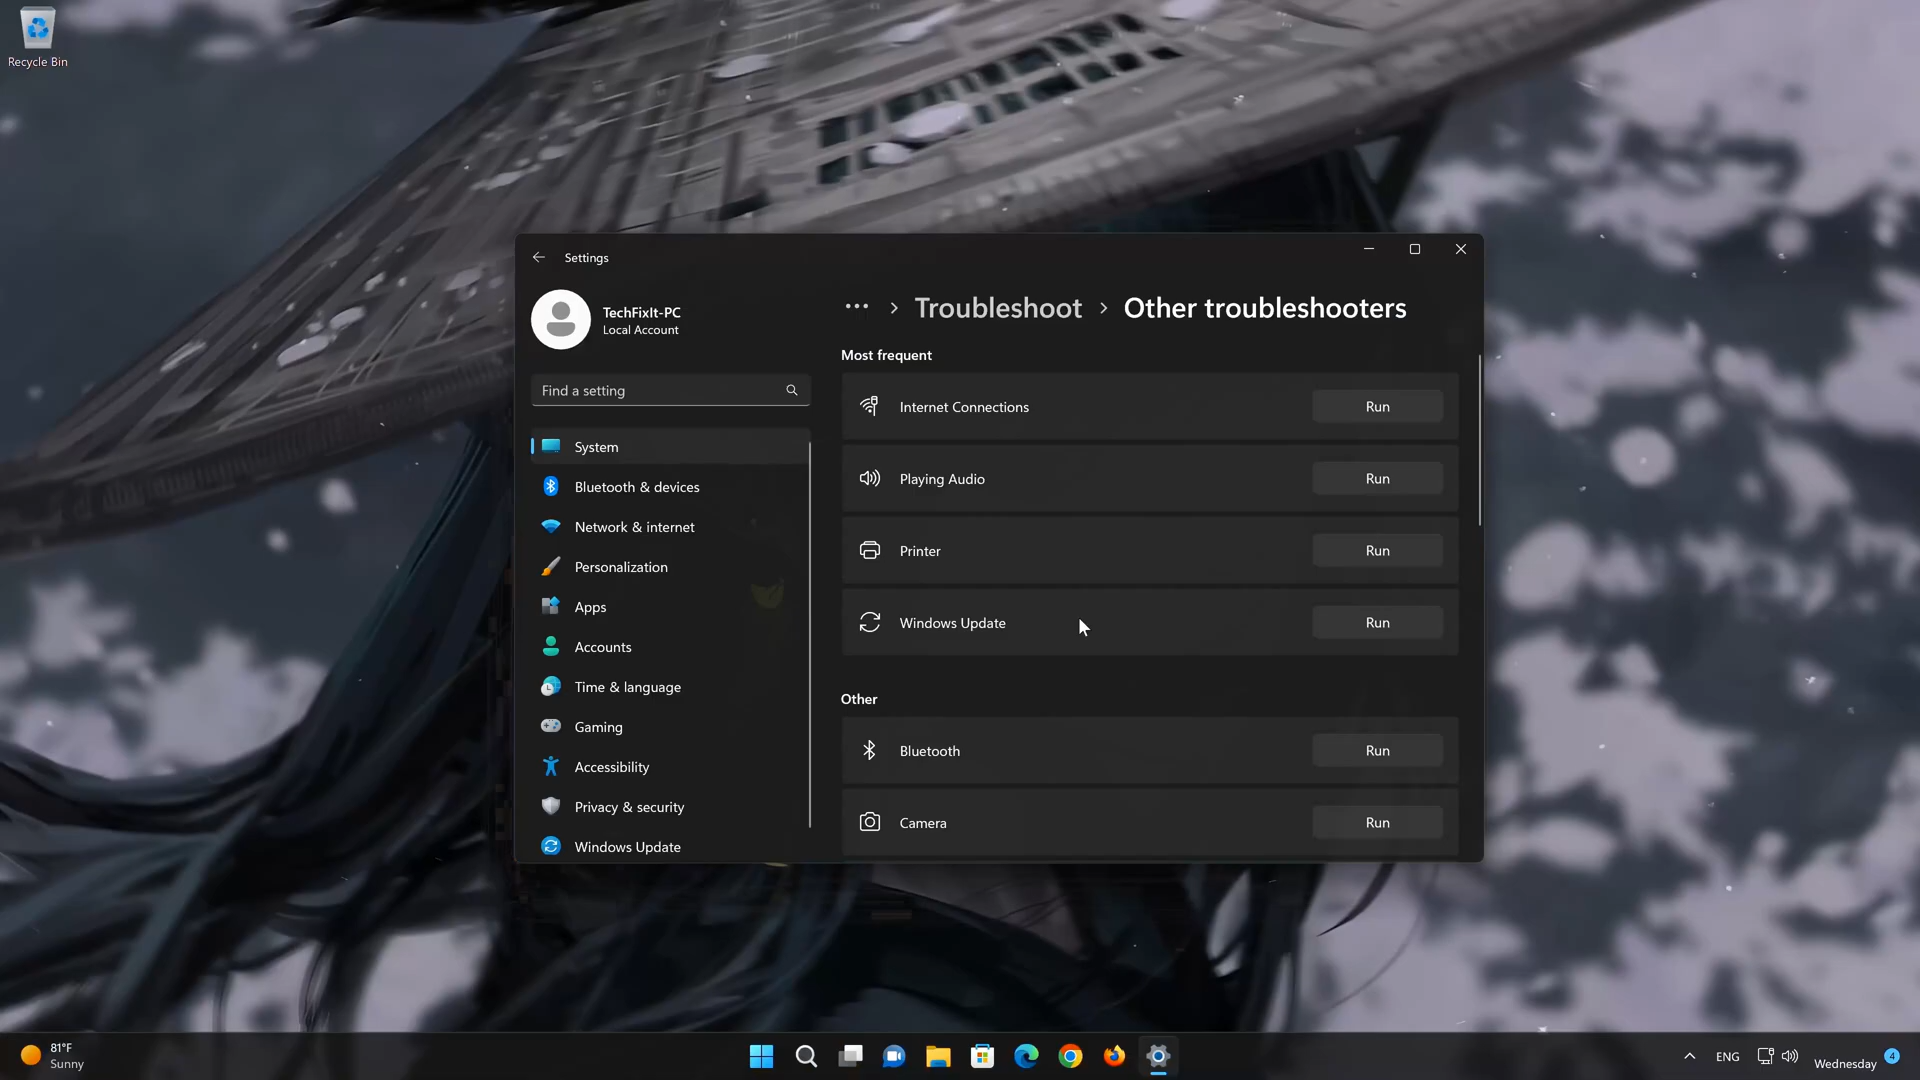 Recycle Bin
Settings
TechFixIt-PC
Local Account
Find a setting
System
Bluetooth & devices
Network & internet
Personalization
Apps
Accounts
Time & language
Gaming
Accessibility
Privacy & security
Windows Update
··· > Troubleshoot > Other troubleshooters
Most frequent
Internet Connections Run
Playing Audio Run
Printer Run
Windows Update Run
Other
Bluetooth Run
Camera Run
81°F
Sunny
ENG
Wednesday 4